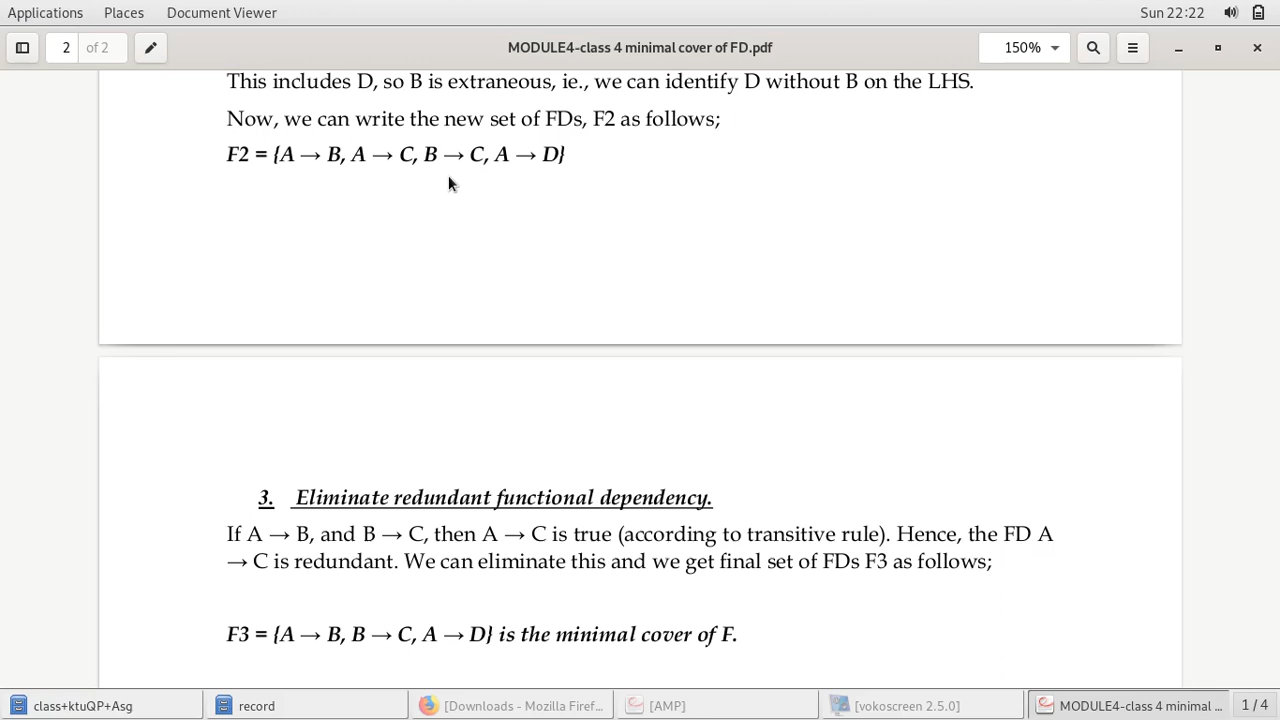 Applications Places Document Viewer Sun 22:22
2 of 2 MODULE4-class 4 minimal cover of FD.pdf 150%
This includes D, so B is extraneous, ie., we can identify D without B on the LHS.
Now, we can write the new set of FDs, F2 as follows;
F2 = {A → B, A → C, B → C, A → D}
3. Eliminate redundant functional dependency.
If A → B, and B → C, then A → C is true (according to transitive rule). Hence, the FD A
→ C is redundant. We can eliminate this and we get final set of FDs F3 as follows;
F3 = {A → B, B → C, A → D} is the minimal cover of F.
class+ktuQP+Asg record [Downloads - Mozilla Firef... [AMP] [vokoscreen 2.5.0] MODULE4-class 4 minimal ... 1 / 4